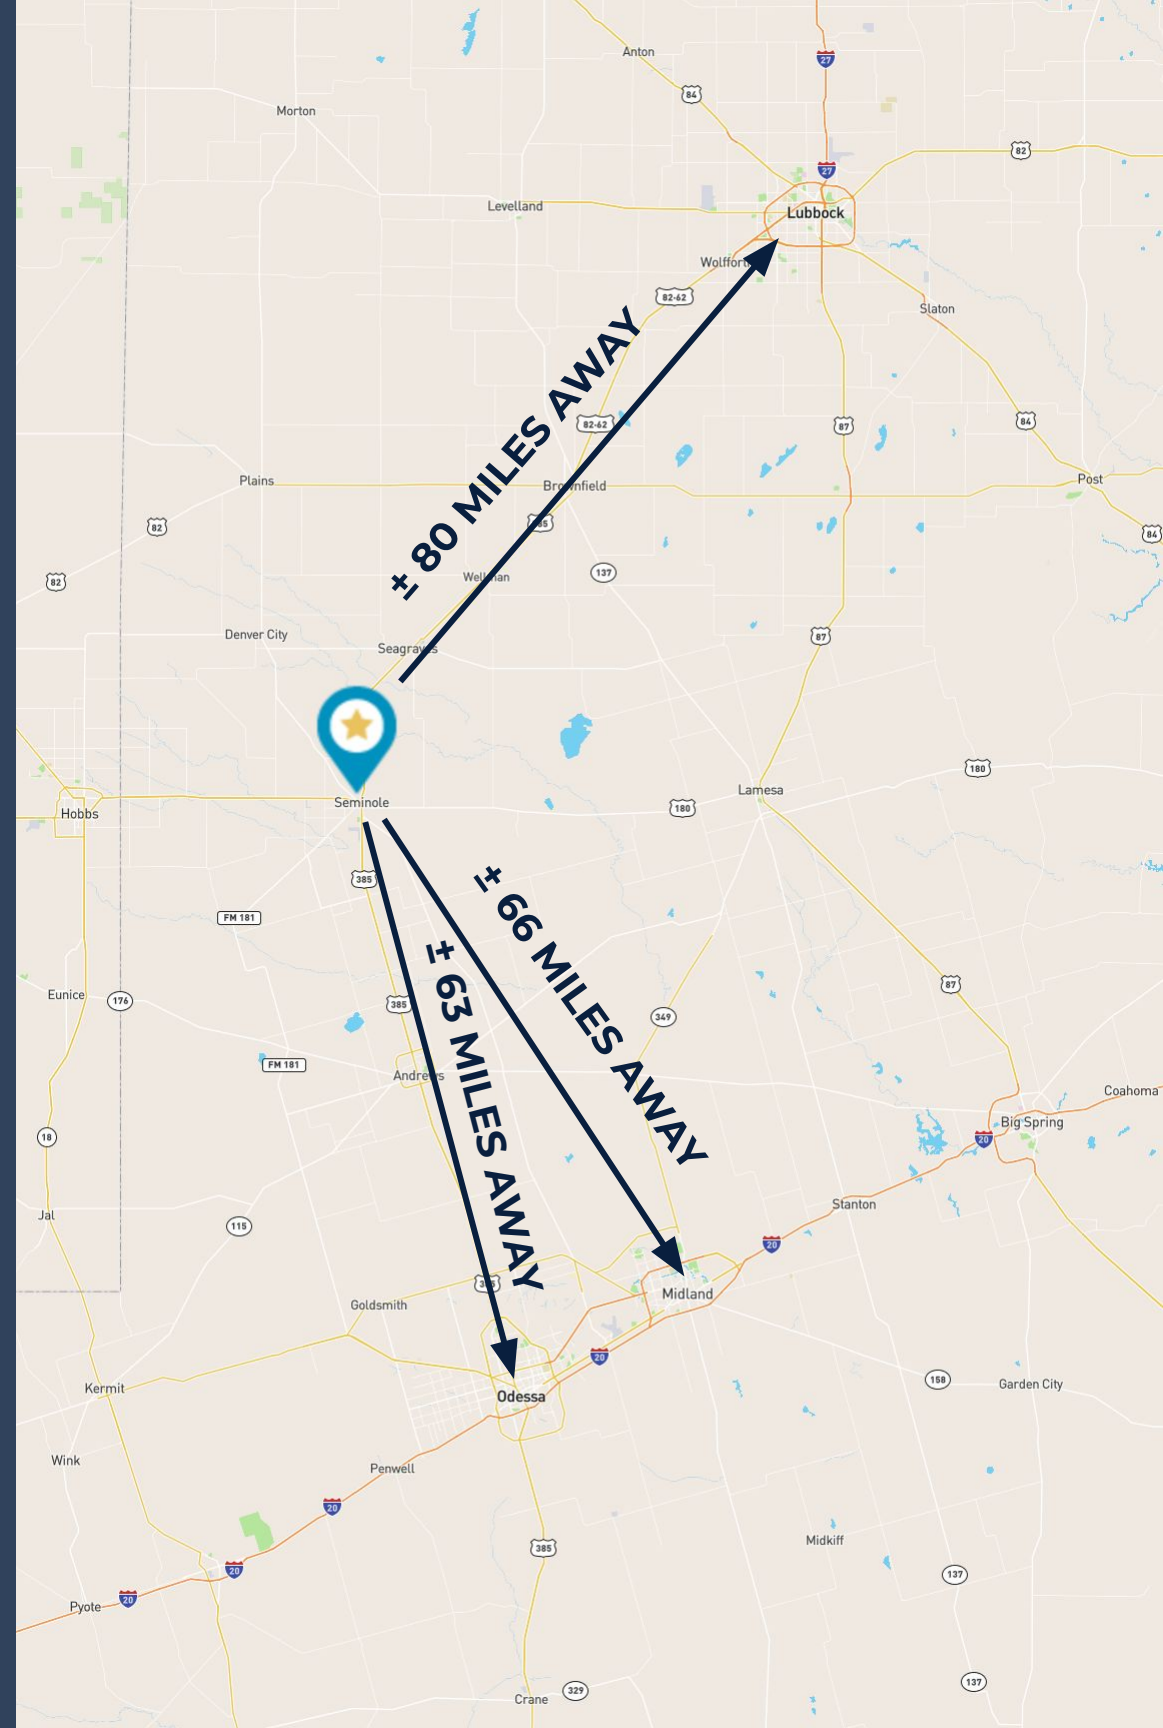 Anton
27
84
Morton
82
27
Levelland
Lubbock
Wolffort
82-62
Slaton
± 80 MILES AWAY
82-62
87
84
Plains
Brownfield
Post
82
385
84
82
Wellman
137
Denver City
87
Seagraves
180
Lamesa
Seminole
180
Hobbs
385
± 66 MILES AWAY
FM 181
± 63 MILES AWAY
87
Eunice
176
385
349
FM 181
Andrews
Coahoma
Big Spring
18
20
Stanton
Jal
115
20
385
Midland
Goldsmith
20
158
Garden City
Kermit
Odessa
Wink
Penwell
20
Midkiff
385
20
137
20
Pyote
137
329
Crane